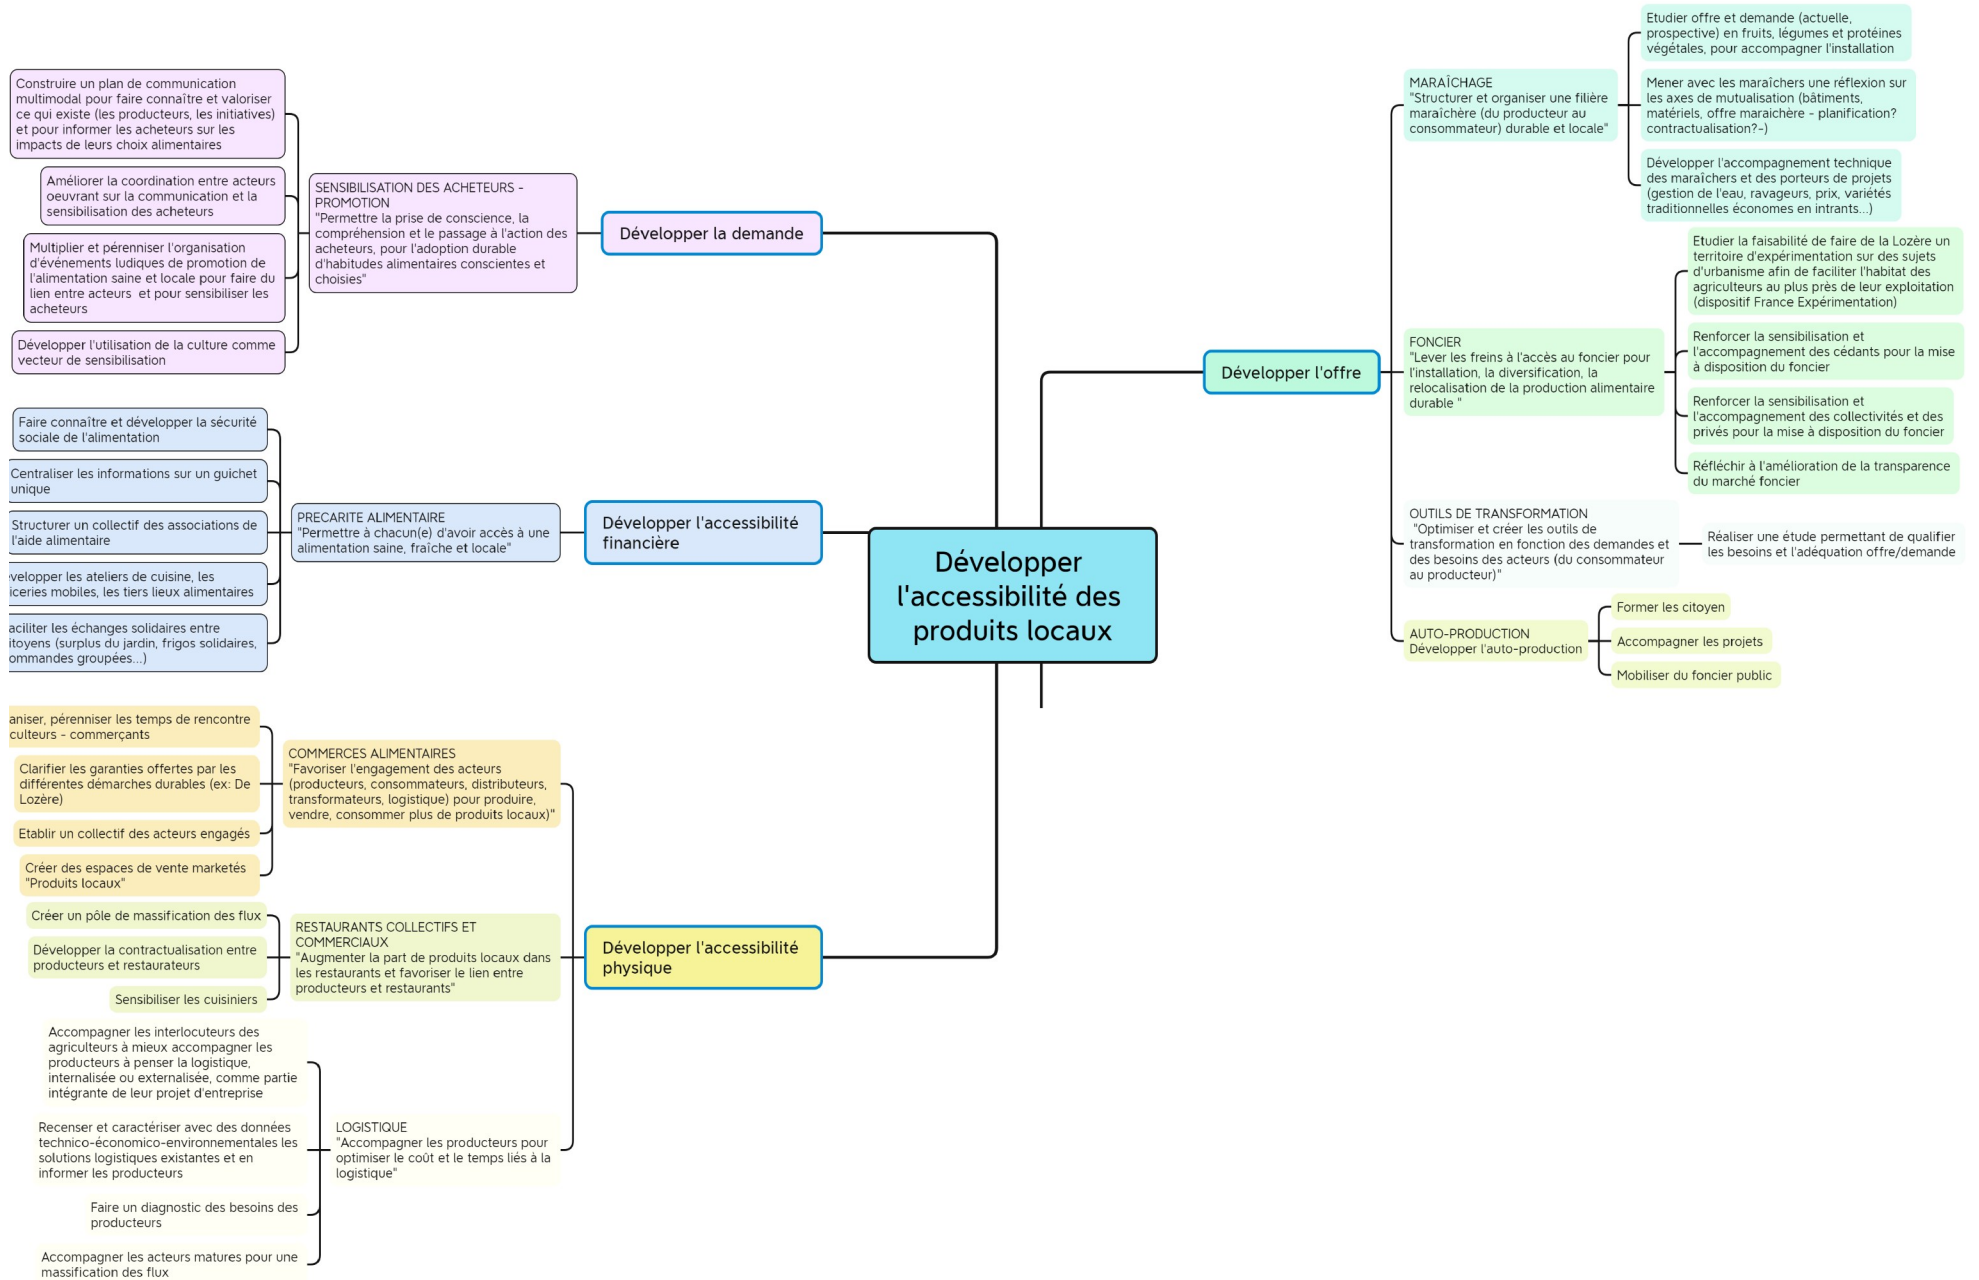 Construire un plan de communication
multimodal pour faire connaître et valoriser
ce qui existe (les producteurs, les initiatives)
et pour informer les acheteurs sur les
impacts de leurs choix alimentaires
Améliorer la coordination entre acteurs
oeuvrant sur la communication et la
sensibilisation des acheteurs
Multiplier et pérenniser l'organisation
d'événements ludiques de promotion de
l'alimentation saine et locale pour faire du
lien entre acteurs et pour sensibiliser les
acheteurs
Développer l'utilisation de la culture comme
vecteur de sensibilisation
SENSIBILISATION DES ACHETEURS -
PROMOTION
"Permettre la prise de conscience, la
compréhension et le passage à l'action des
acheteurs, pour l'adoption durable
d'habitudes alimentaires conscientes et
choisies"
Développer la demande
Faire connaître et développer la sécurité
sociale de l'alimentation
Centraliser les informations sur un guichet
unique
Structurer un collectif des associations de
l'aide alimentaire
evelopper les ateliers de cuisine, les
iceries mobiles, les tiers lieux alimentaires
aciliter les échanges solidaires entre
itoyens (surplus du jardin, frigos solidaires,
ommandes groupées...)
PRECARITE ALIMENTAIRE
"Permettre à chacun(e) d'avoir accès à une
alimentation saine, fraîche et locale"
Développer l'accessibilité
financière
aniser, pérenniser les temps de rencontre
culteurs - commerçants
Clarifier les garanties offertes par les
différentes démarches durables (ex: De
Lozère)
Etablir un collectif des acteurs engagés
Créer des espaces de vente marketés
"Produits locaux"
COMMERCES ALIMENTAIRES
"Favoriser l'engagement des acteurs
(producteurs, consommateurs, distributeurs,
transformateurs, logistique) pour produire,
vendre, consommer plus de produits locaux)"
Créer un pôle de massification des flux
Développer la contractualisation entre
producteurs et restaurateurs
Sensibiliser les cuisiniers
RESTAURANTS COLLECTIFS ET
COMMERCIAUX
"Augmenter la part de produits locaux dans
les restaurants et favoriser le lien entre
producteurs et restaurants"
Développer l'accessibilité
physique
Accompagner les interlocuteurs des
agriculteurs à mieux accompagner les
producteurs à penser la logistique,
internalisée ou externalisée, comme partie
intégrante de leur projet d'entreprise
Recenser et caractériser avec des données
technico-économico-environnementales les
solutions logistiques existantes et en
informer les producteurs
Faire un diagnostic des besoins des
producteurs
Accompagner les acteurs matures pour une
massification des flux
LOGISTIQUE
"Accompagner les producteurs pour
optimiser le coût et le temps liés à la
logistique"
Développer
l'accessibilité des
produits locaux
Développer l'offre
MARAÎCHAGE
"Structurer et organiser une filière
maraîchère (du producteur au
consommateur) durable et locale"
Etudier offre et demande (actuelle,
prospective) en fruits, légumes et protéines
végétales, pour accompagner l'installation
Mener avec les maraîchers une réflexion sur
les axes de mutualisation (bâtiments,
matériels, offre maraichère - planification?
contractualisation?-)
Développer l'accompagnement technique
des maraîchers et des porteurs de projets
(gestion de l'eau, ravageurs, prix, variétés
traditionnelles économes en intrants...)
FONCIER
"Lever les freins à l'accès au foncier pour
l'installation, la diversification, la
relocalisation de la production alimentaire
durable "
Etudier la faisabilité de faire de la Lozère un
territoire d'expérimentation sur des sujets
d'urbanisme afin de faciliter l'habitat des
agriculteurs au plus près de leur exploitation
(dispositif France Expérimentation)
Renforcer la sensibilisation et
l'accompagnement des cédants pour la mise
à disposition du foncier
Renforcer la sensibilisation et
l'accompagnement des collectivités et des
privés pour la mise à disposition du foncier
Réfléchir à l'amélioration de la transparence
du marché foncier
OUTILS DE TRANSFORMATION
"Optimiser et créer les outils de
transformation en fonction des demandes et
des besoins des acteurs (du consommateur
au producteur)"
Réaliser une étude permettant de qualifier
les besoins et l'adéquation offre/demande
AUTO-PRODUCTION
Développer l'auto-production
Former les citoyen
Accompagner les projets
Mobiliser du foncier public